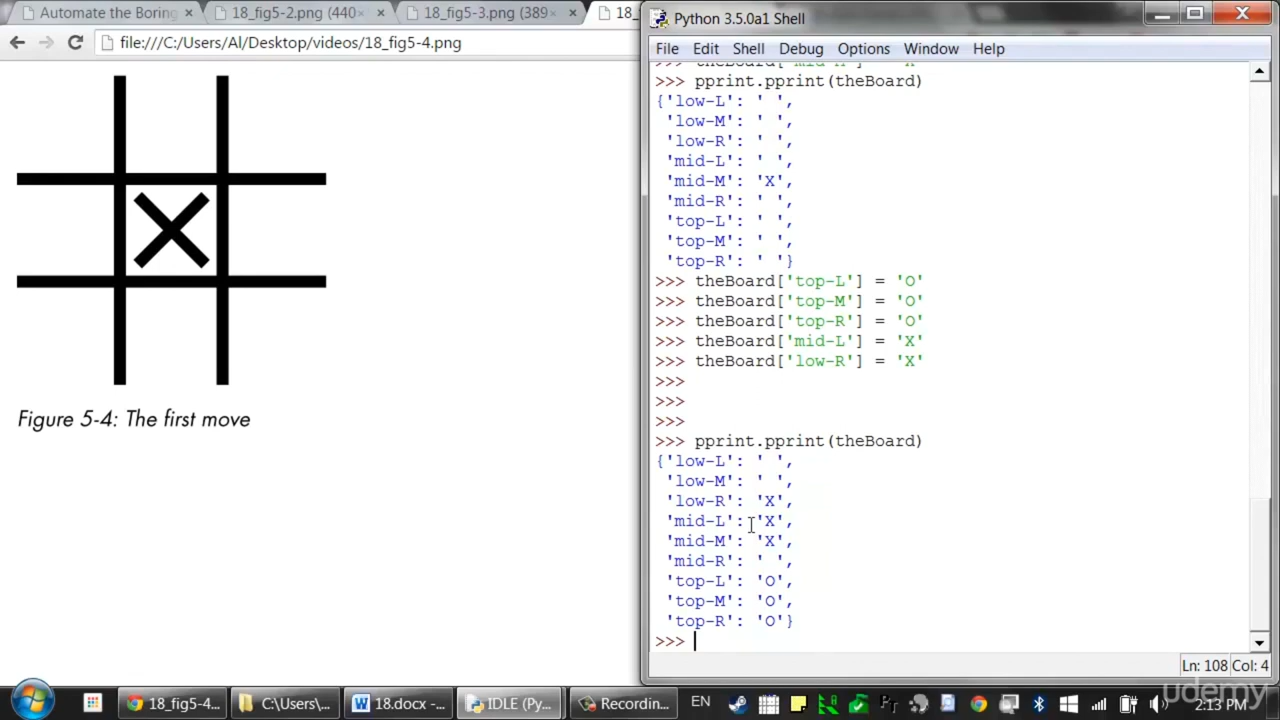 Automate the Boring
18_fig5-2.png (440
18_fig5-3.png (389
18_
file:///C:/Users/Al/Desktop/videos/18_fig5-4.png
Figure 5-4: The first move
Python 3.5.0a1 Shell
File Edit Shell Debug Options Window Help
>>> pprint.pprint(theBoard)
{'low-L': ' ',
'low-M': ' ',
'low-R': ' ',
'mid-L': ' ',
'mid-M': 'X',
'mid-R': ' ',
'top-L': ' ',
'top-M': ' ',
'top-R': ' '}
>>> theBoard['top-L'] = 'O'
>>> theBoard['top-M'] = 'O'
>>> theBoard['top-R'] = 'O'
>>> theBoard['mid-L'] = 'X'
>>> theBoard['low-R'] = 'X'
>>>
>>>
>>>
>>> pprint.pprint(theBoard)
{'low-L': ' ',
'low-M': ' ',
'low-R': 'X',
'mid-L': 'X',
'mid-M': 'X',
'mid-R': ' ',
'top-L': 'O',
'top-M': 'O',
'top-R': 'O'}
>>>
Ln: 108 Col: 4
18_fig5-4... C:\Users\... 18.docx -... IDLE (Py... Recordin... EN 2:13 PM
udemy